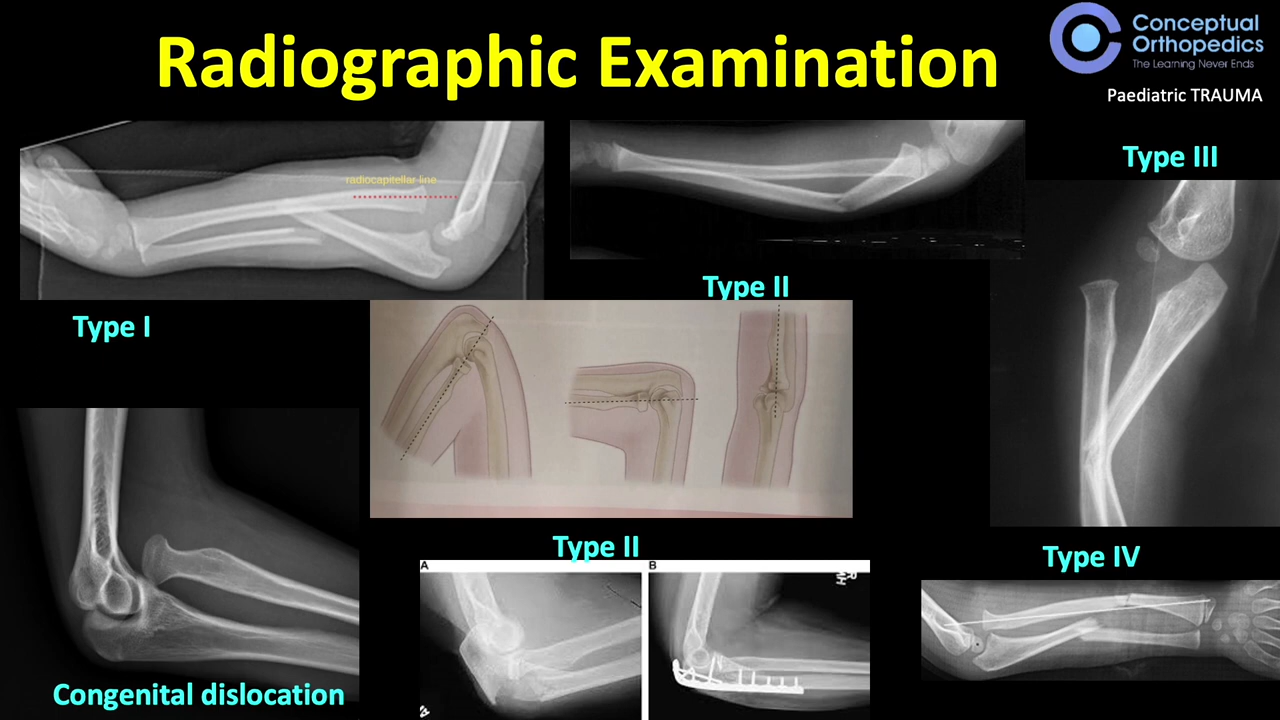 Radiographic Examination
Conceptual
Orthopedics
The Learning Never Ends
Paediatric TRAUMA
radiocapitellar line
Type I
Type II
Type III
Type II
A
B
Type IV
Congenital dislocation